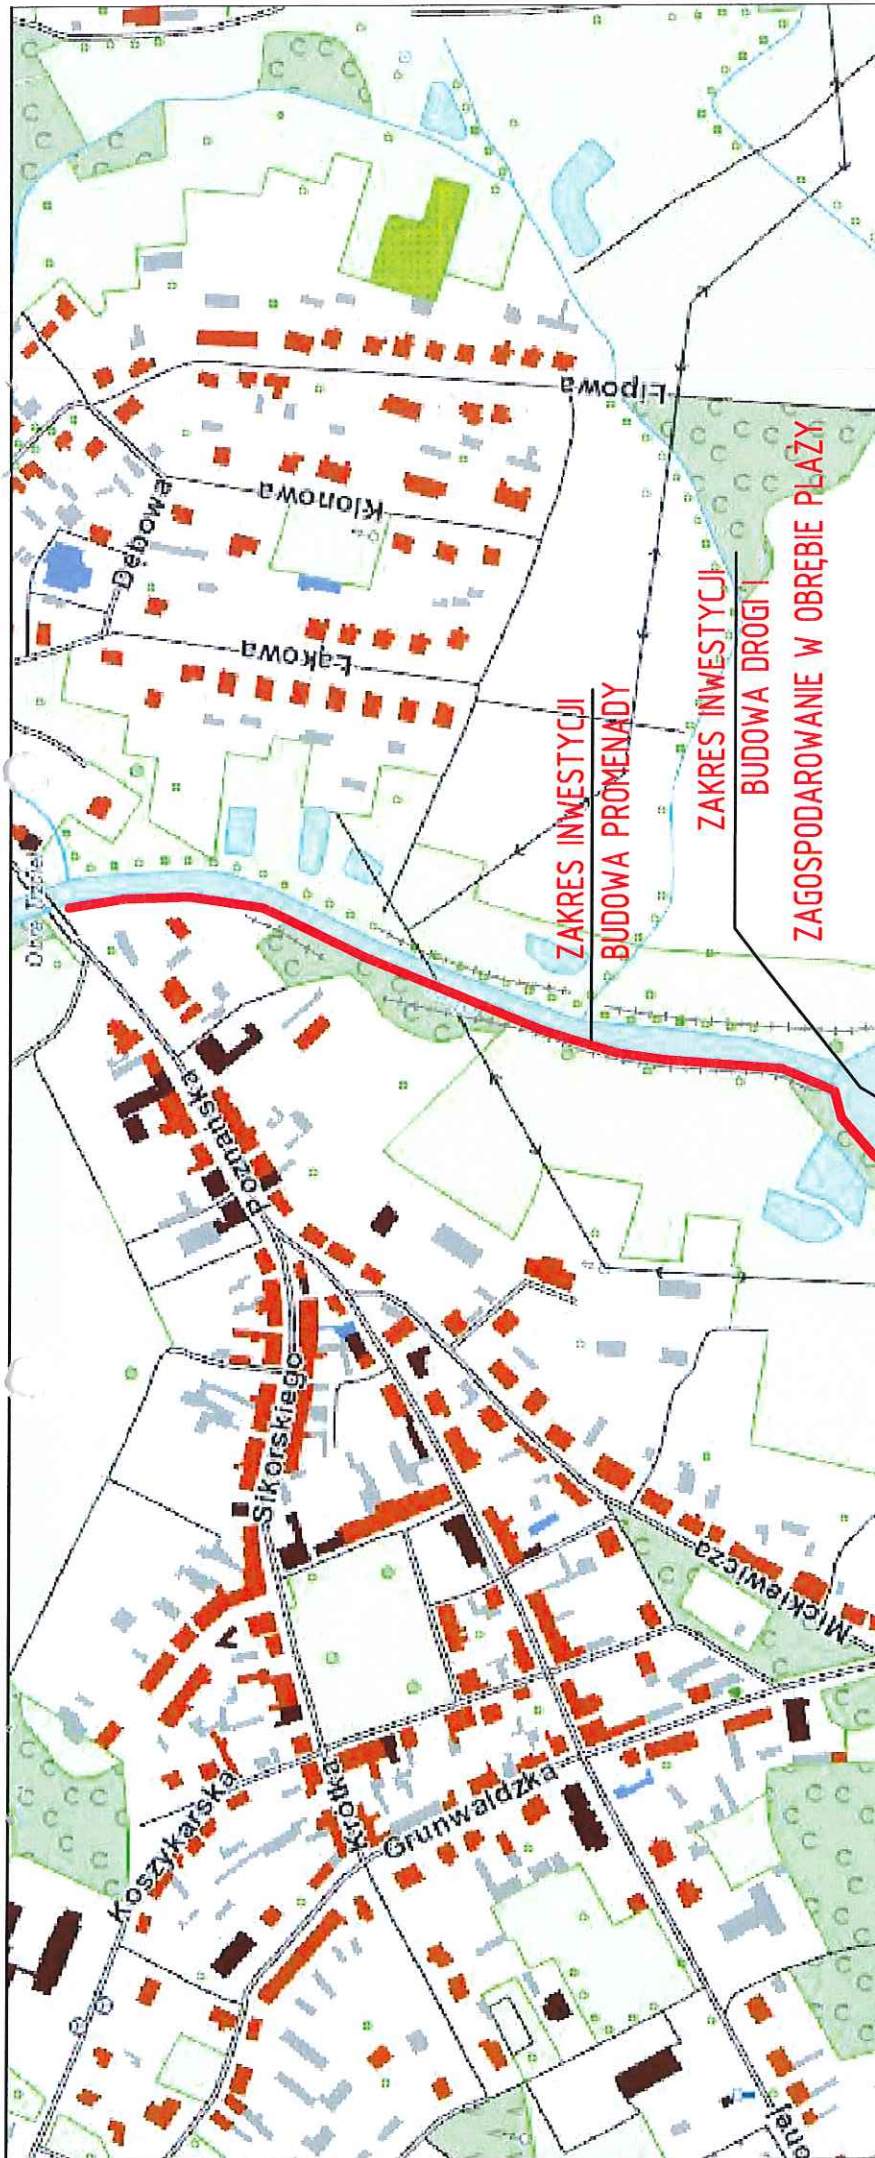 Dębowa
Klonowa
Łąkowa
Lipowa
Poznańska
Sikorskiego
Koszykarska
Krótka
Grunwaldzka
Mickiewicza
ZAKRES INWESTYCJI
BUDOWA PROMENADY
ZAKRES INWESTYCJI
BUDOWA DROGI I
ZAGOSPODAROWANIE W OBRĘBIE PLAŻY